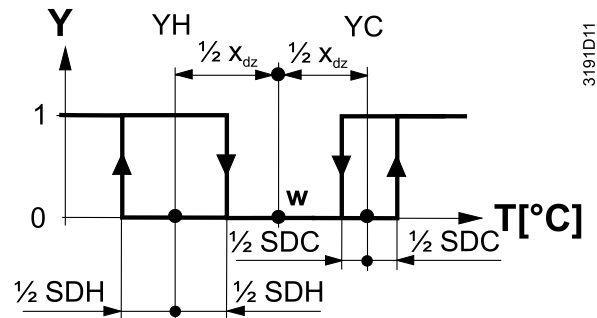 Y
YH
YC
½ x_dz
½ x_dz
3191D11
1
0
w
T[°C]
½ SDC
½ SDC
½ SDH
½ SDH